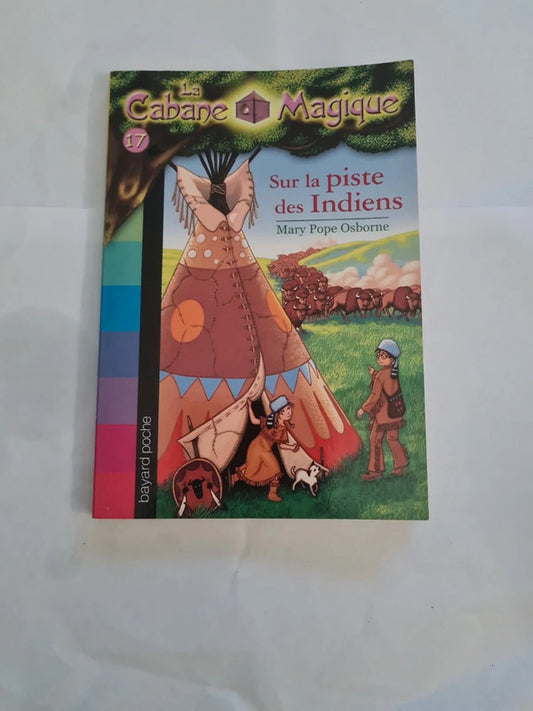 La
Cabane Magique
17
Sur la piste
des Indiens
Mary Pope Osborne
bayard poche